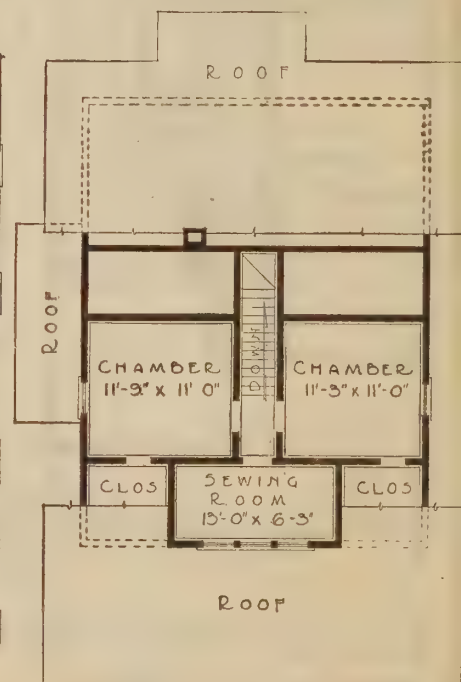 ROOF
ROOF
DOWN
CHAMBER
11'-9" x 11' 0"
CHAMBER
11'-3" x 11'-0"
CLOS
SEWING
ROOM
13'-0" x 6-3"
CLOS
ROOF